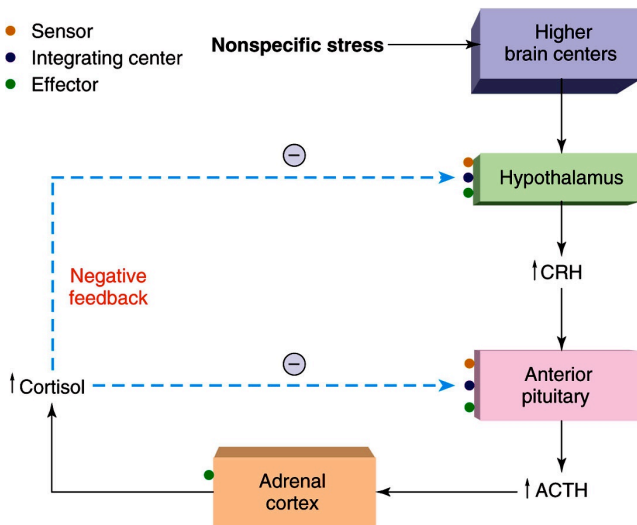 Sensor
Integrating center
Effector
Nonspecific stress
Higher
brain centers
−
Hypothalamus
↑CRH
Negative
feedback
−
Anterior
pituitary
↑Cortisol
Adrenal
cortex
↑ACTH